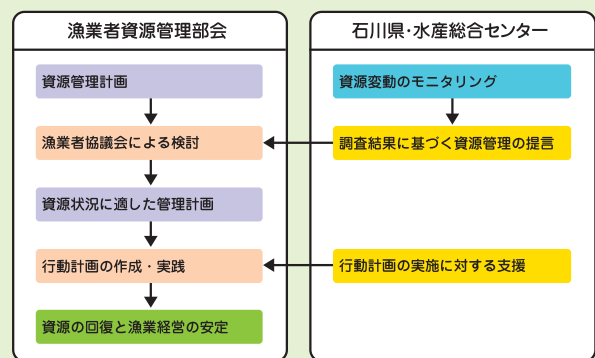 漁業者資源管理部会
資源管理計画
漁業者協議会による検討
資源状況に適した管理計画
行動計画の作成・実践
資源の回復と漁業経営の安定
石川県・水産総合センター
資源変動のモニタリング
調査結果に基づく資源管理の提言
行動計画の実施に対する支援